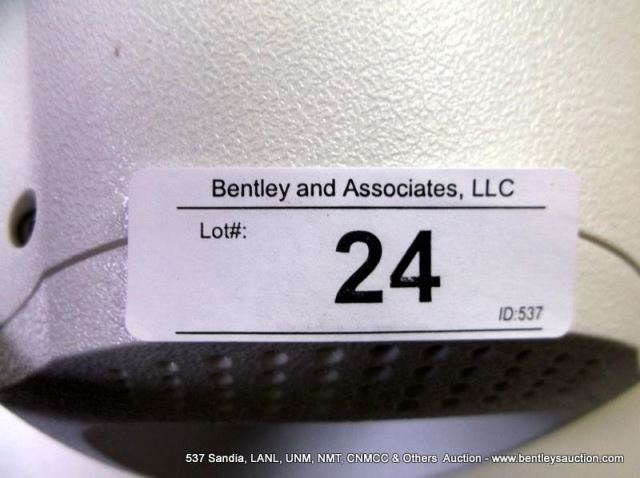 Bentley and Associates, LLC
Lot#:
24
ID:537
537 Sandia, LANL, UNM, NMT, CNMCC & Others Auction - www.bentleysauction.com